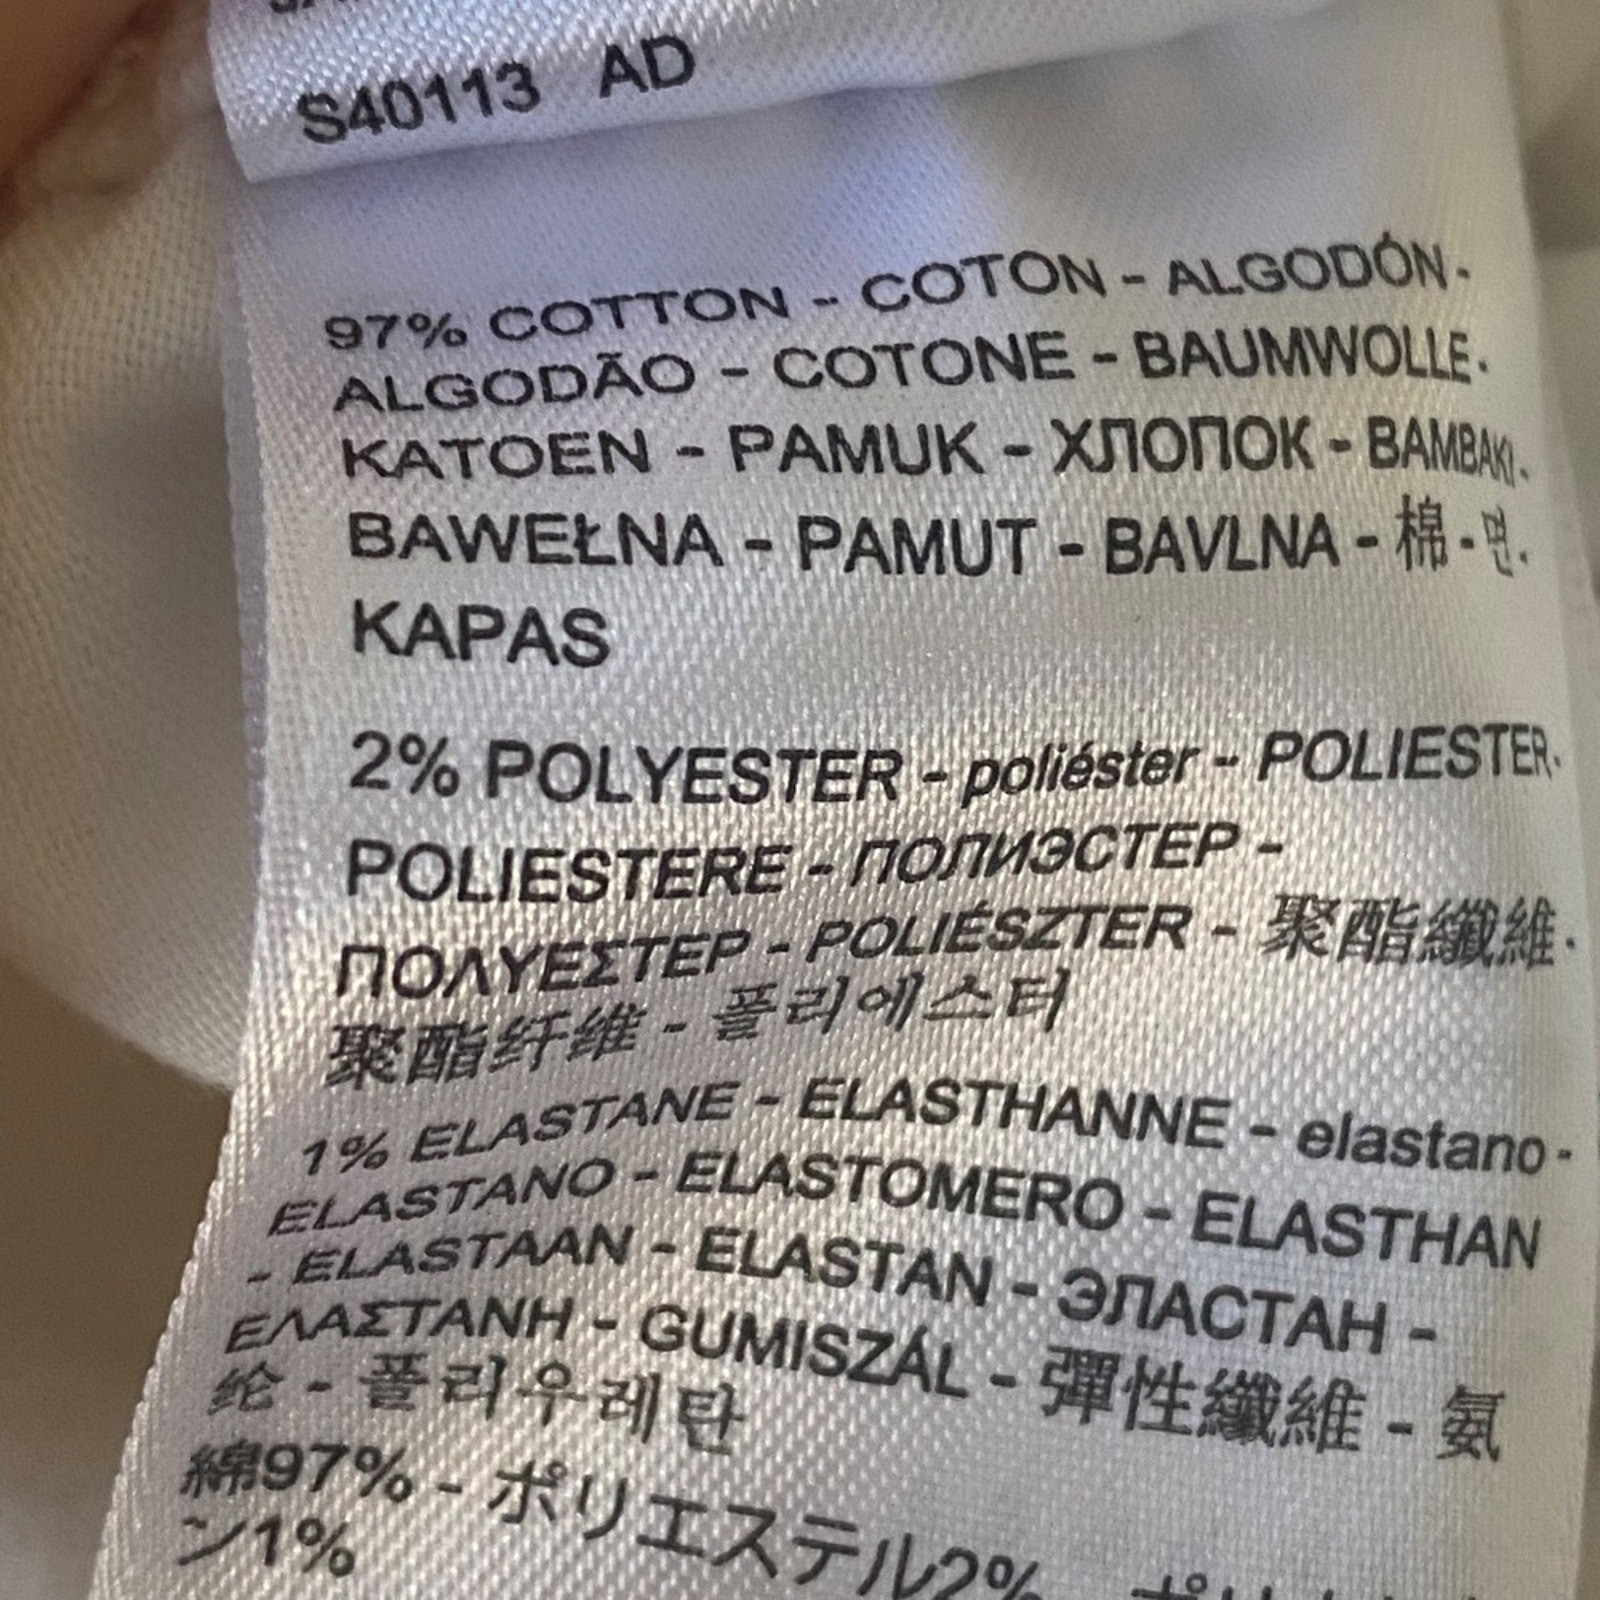 S40113 AD
97% COTTON - COTON - ALGODÓN -
ALGODÃO - COTONE - BAUMWOLLE -
KATOEN - PAMUK - ХЛОПОК - BAMBAKI -
BAWEŁNA - PAMUT - BAVLNA - 棉 - 면 -
KAPAS
2% POLYESTER - poliéster - POLIESTER -
POLIESTERE - ПОЛИЭСТЕР -
ΠΟΛΥΕΣΤΕΡ - POLIÉSZTER - 聚酯纖維 -
聚酯纤维 - 폴리에스터
1% ELASTANE - ELASTHANNE - elastano -
ELASTANO - ELASTOMERO - ELASTHAN
- ELASTAAN - ELASTAN - ЭЛАСТАН -
ΕΛΑΣΤΑΝΗ - GUMISZÁL - 彈性纖維 - 氨
纶 - 폴리우레탄
綿97% - ポリエステル2%
ン1%